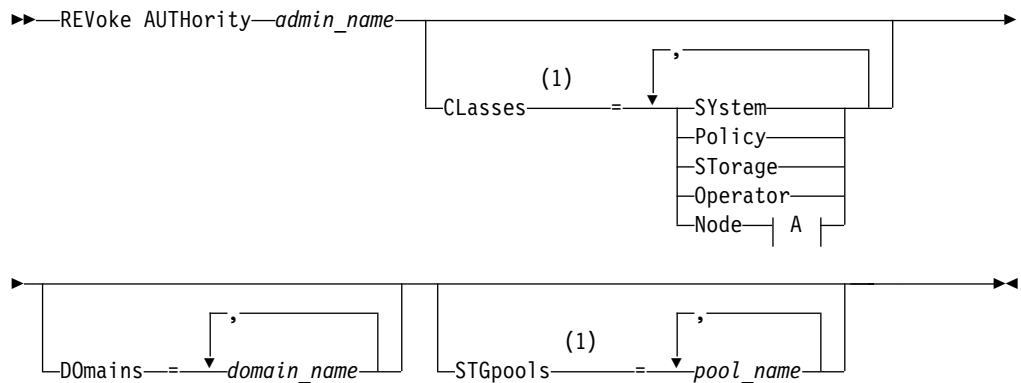 REVoke AUTHority admin_name
,
(1)
CLasses = SYstem
Policy
STorage
Operator
Node A
, ,
(1)
DOmains = domain_name STGpools = pool_name